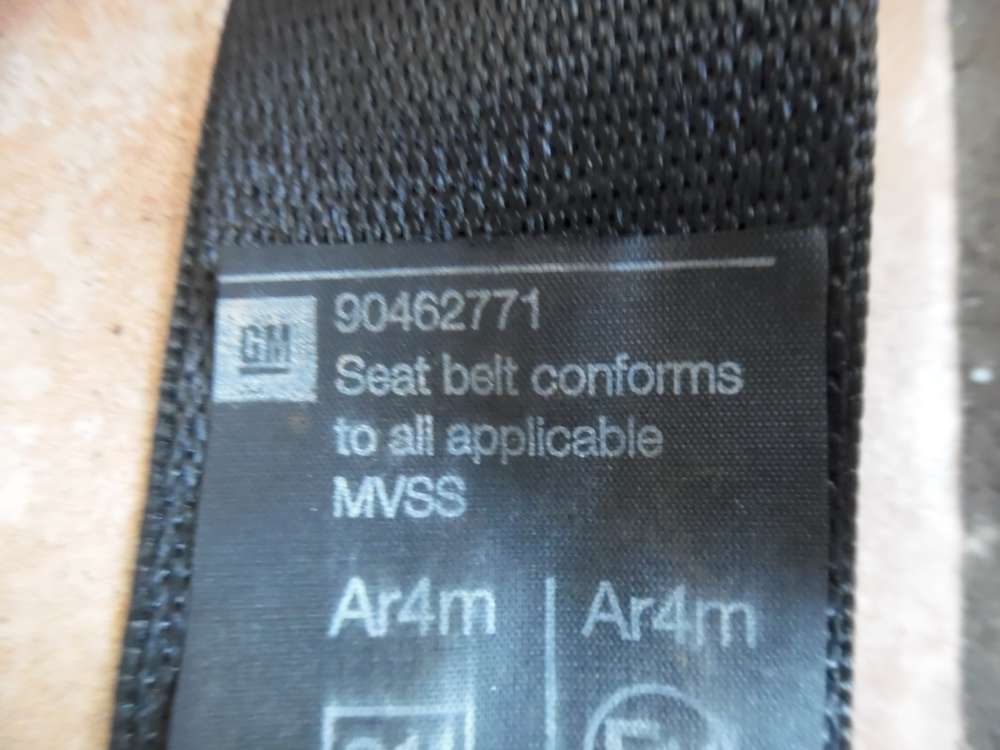 GM
90462771
Seat belt conforms
to all applicable
MVSS
Ar4m Ar4m